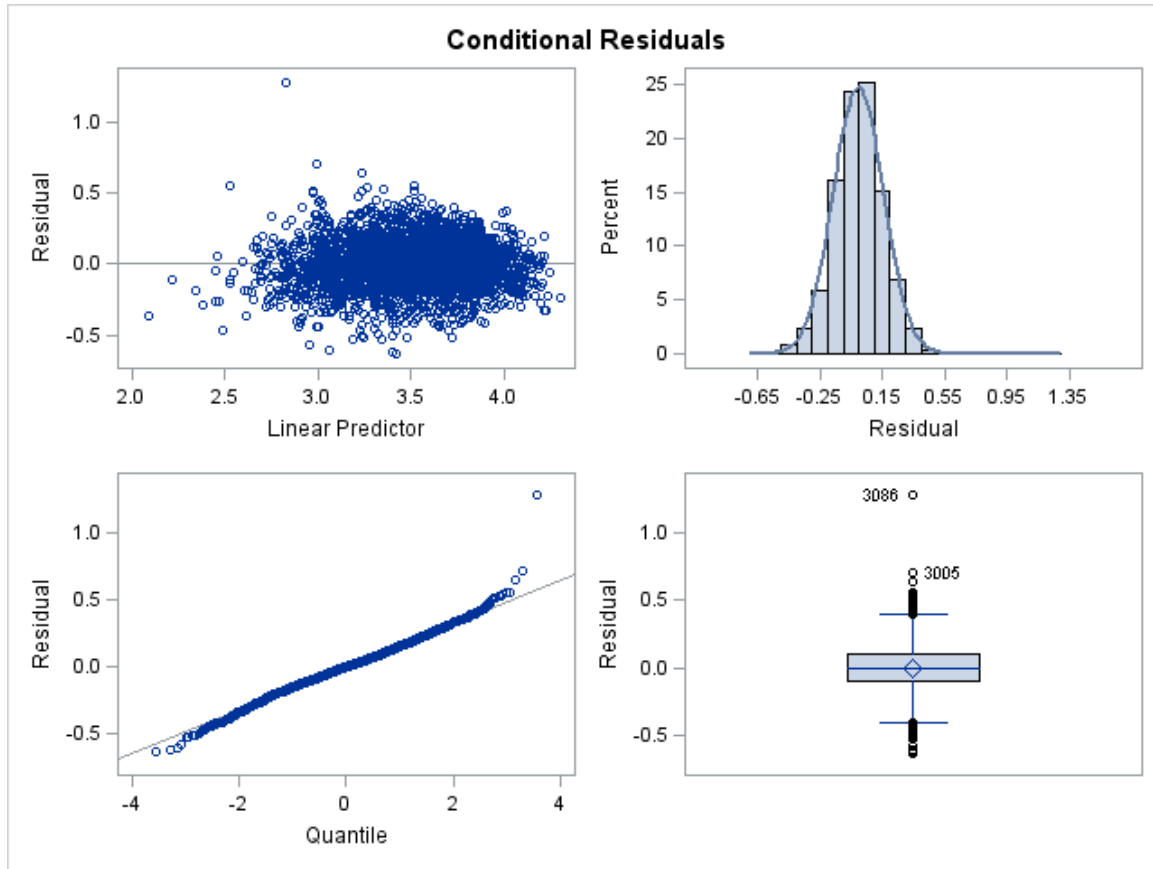 Conditional Residuals
Residual
1.0
0.5
0.0
-0.5
2.0 2.5 3.0 3.5 4.0
Linear Predictor
Percent
25
20
15
10
5
0
-0.65 -0.25 0.15 0.55 0.95 1.35
Residual
Residual
1.0
0.5
0.0
-0.5
-4 -2 0 2 4
Quantile
Residual
1.0
0.5
0.0
-0.5
3086
3005